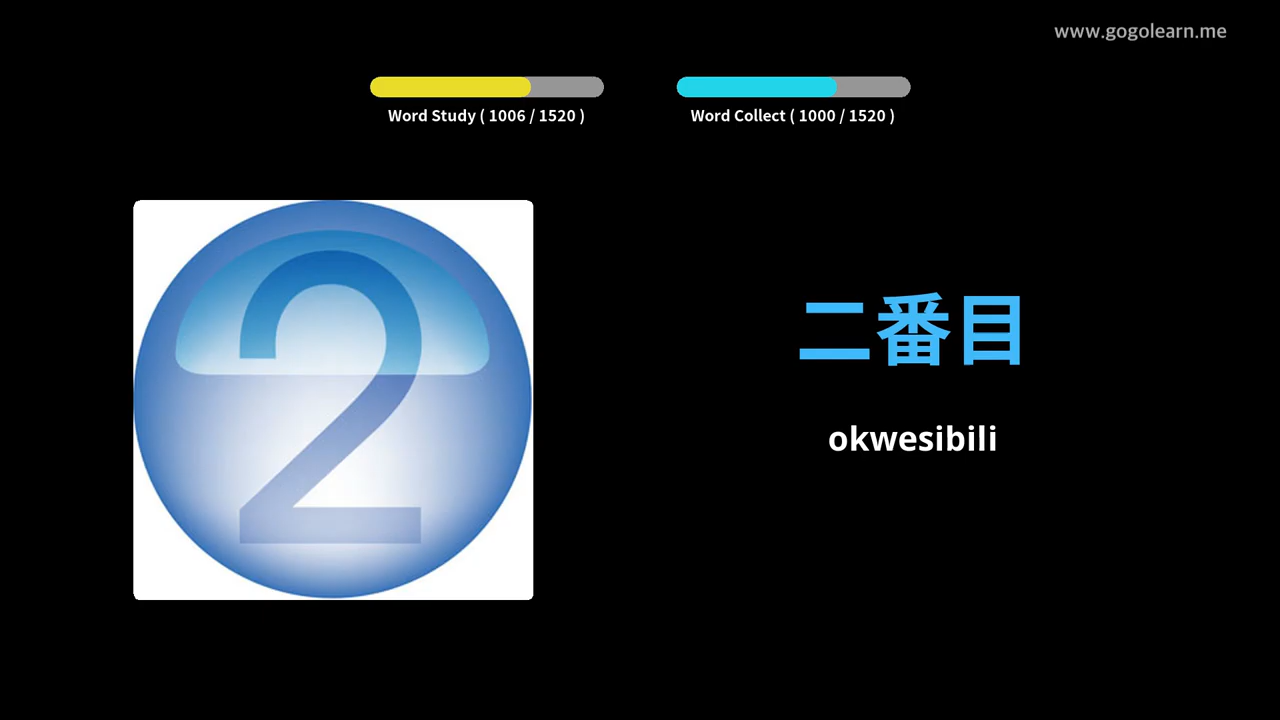 www.gogolearn.me
Word Study ( 1006 / 1520 )
Word Collect ( 1000 / 1520 )
2
二番目
okwesibili